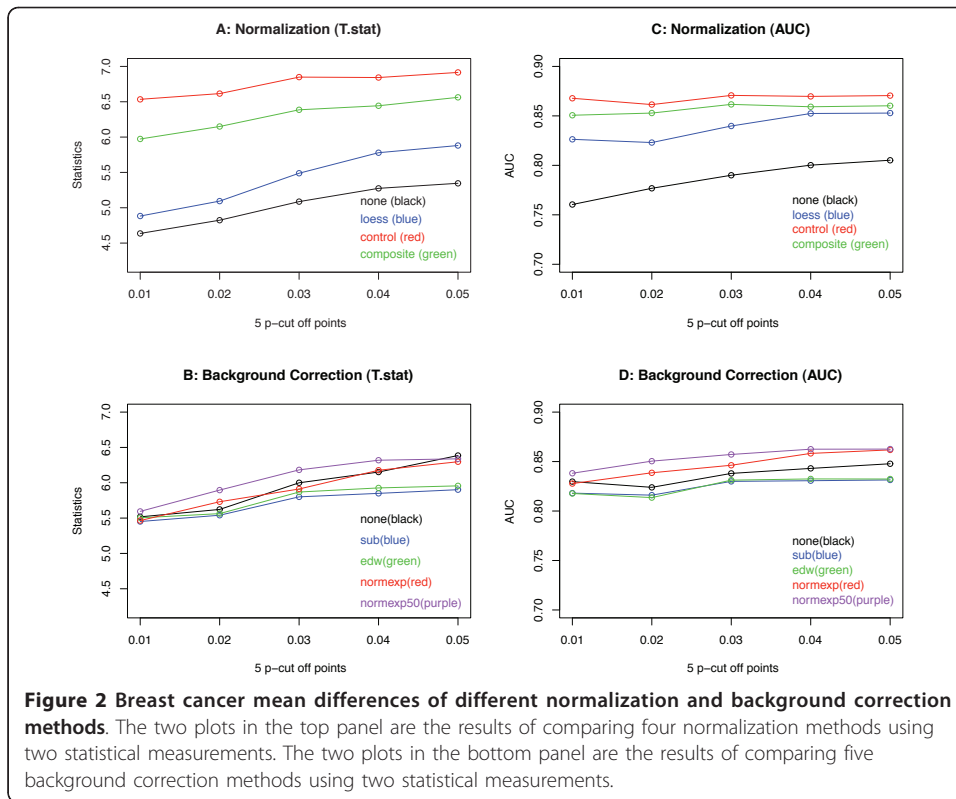 A: Normalization (T.stat)
Statistics
7.0
6.5
6.0
5.5
5.0
4.5
none (black)
loess (blue)
control (red)
composite (green)
0.01 0.02 0.03 0.04 0.05
5 p−cut off points
C: Normalization (AUC)
AUC
0.90
0.85
0.80
0.75
0.70
none (black)
loess (blue)
control (red)
composite (green)
0.01 0.02 0.03 0.04 0.05
5 p−cut off points
B: Background Correction (T.stat)
Statistics
7.0
6.5
6.0
5.5
5.0
4.5
none(black)
sub(blue)
edw(green)
normexp(red)
normexp50(purple)
0.01 0.02 0.03 0.04 0.05
5 p−cut off points
D: Background Correction (AUC)
AUC
0.90
0.85
0.80
0.75
0.70
none(black)
sub(blue)
edw(green)
normexp(red)
normexp50(purple)
0.01 0.02 0.03 0.04 0.05
5 p−cut off points
Figure 2 Breast cancer mean differences of different normalization and background correction
methods. The two plots in the top panel are the results of comparing four normalization methods using
two statistical measurements. The two plots in the bottom panel are the results of comparing five
background correction methods using two statistical measurements.